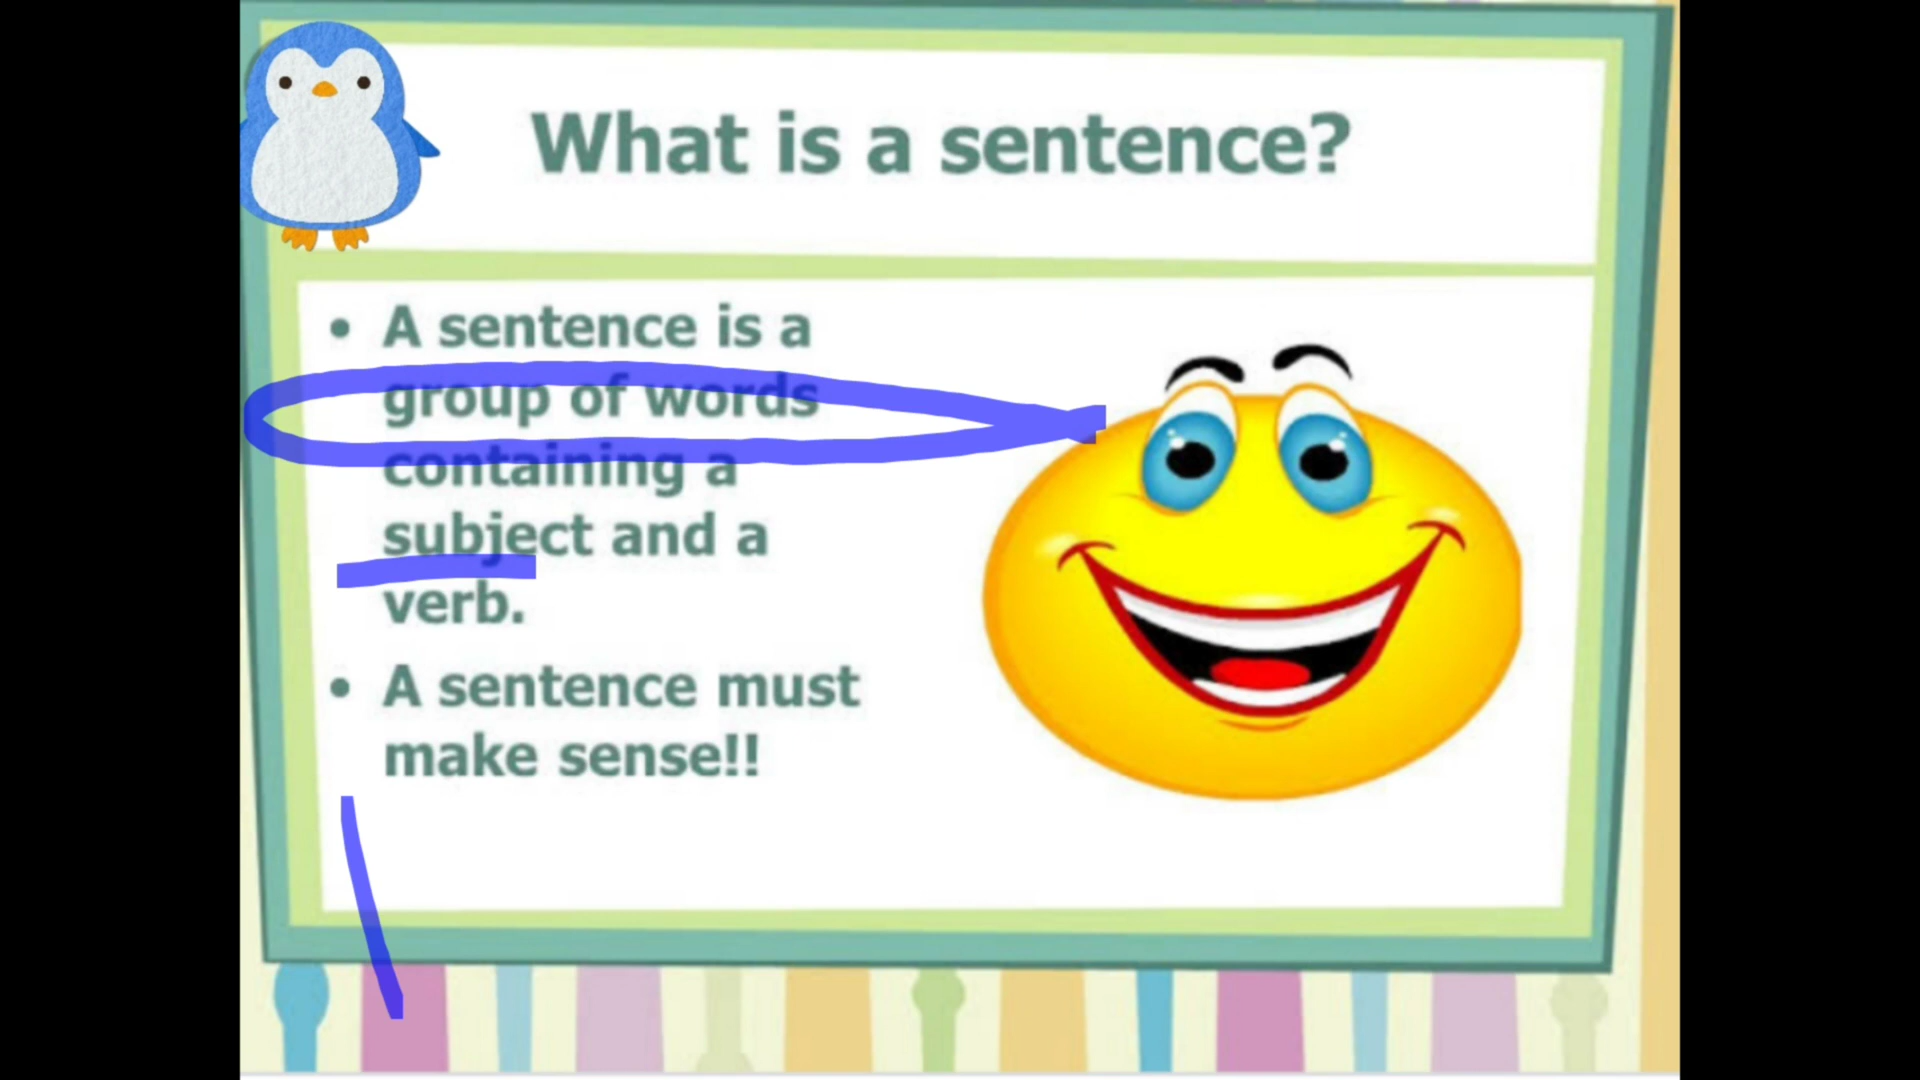 What is a sentence?
• A sentence is a
group of words
containing a
subject and a
verb.
• A sentence must
make sense!!